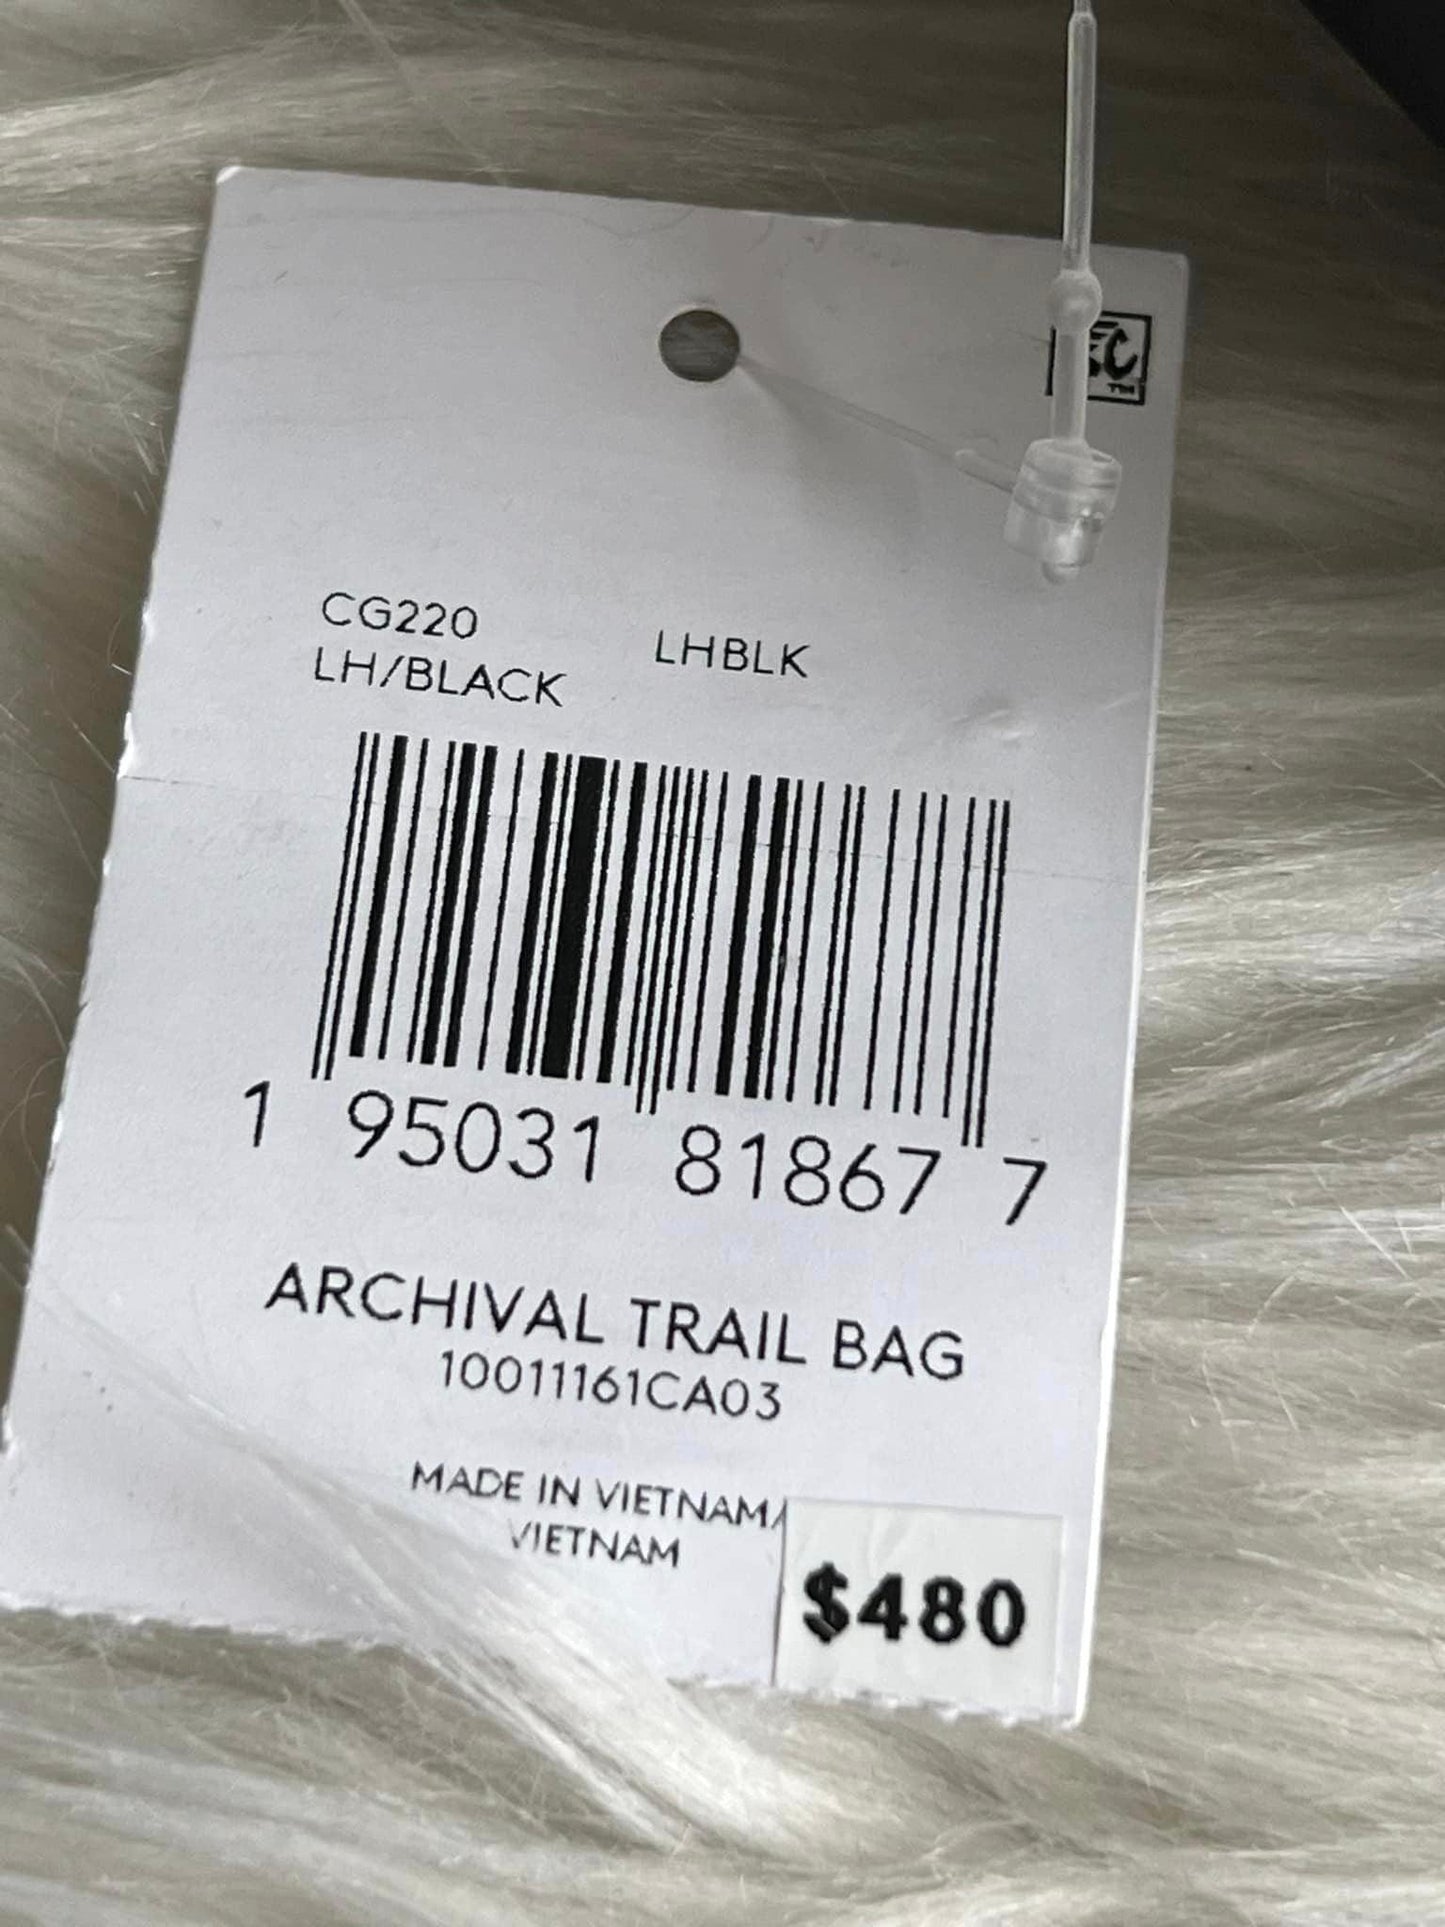 CG220 LHBLK
LH/BLACK
1 95031 81867 7
ARCHIVAL TRAIL BAG
10011161CA03
MADE IN VIETNAM/
VIETNAM
$480